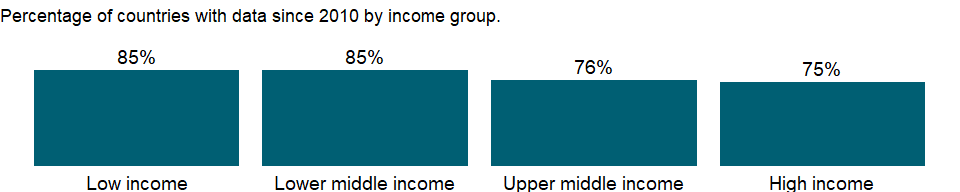 Percentage of countries with data since 2010 by income group.
85% 85% 76% 75%
Low income Lower middle income Upper middle income High income